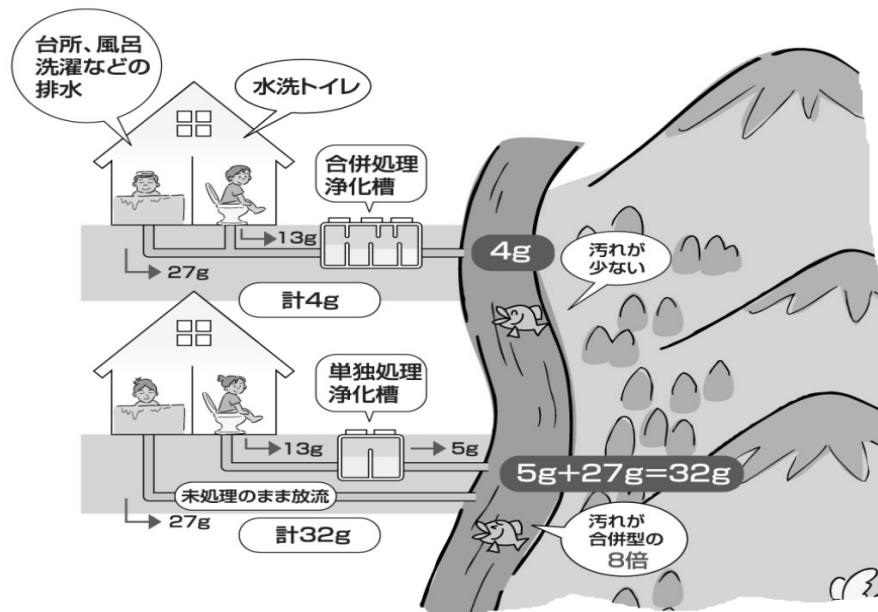 台所、風呂
洗濯などの
排水
水洗トイレ
合併処理
浄化槽
13g
27g
計4g
4g
汚れが
少ない
単独処理
浄化槽
13g
5g
5g+27g=32g
未処理のまま放流
27g
計32g
汚れが
合併型の
8倍